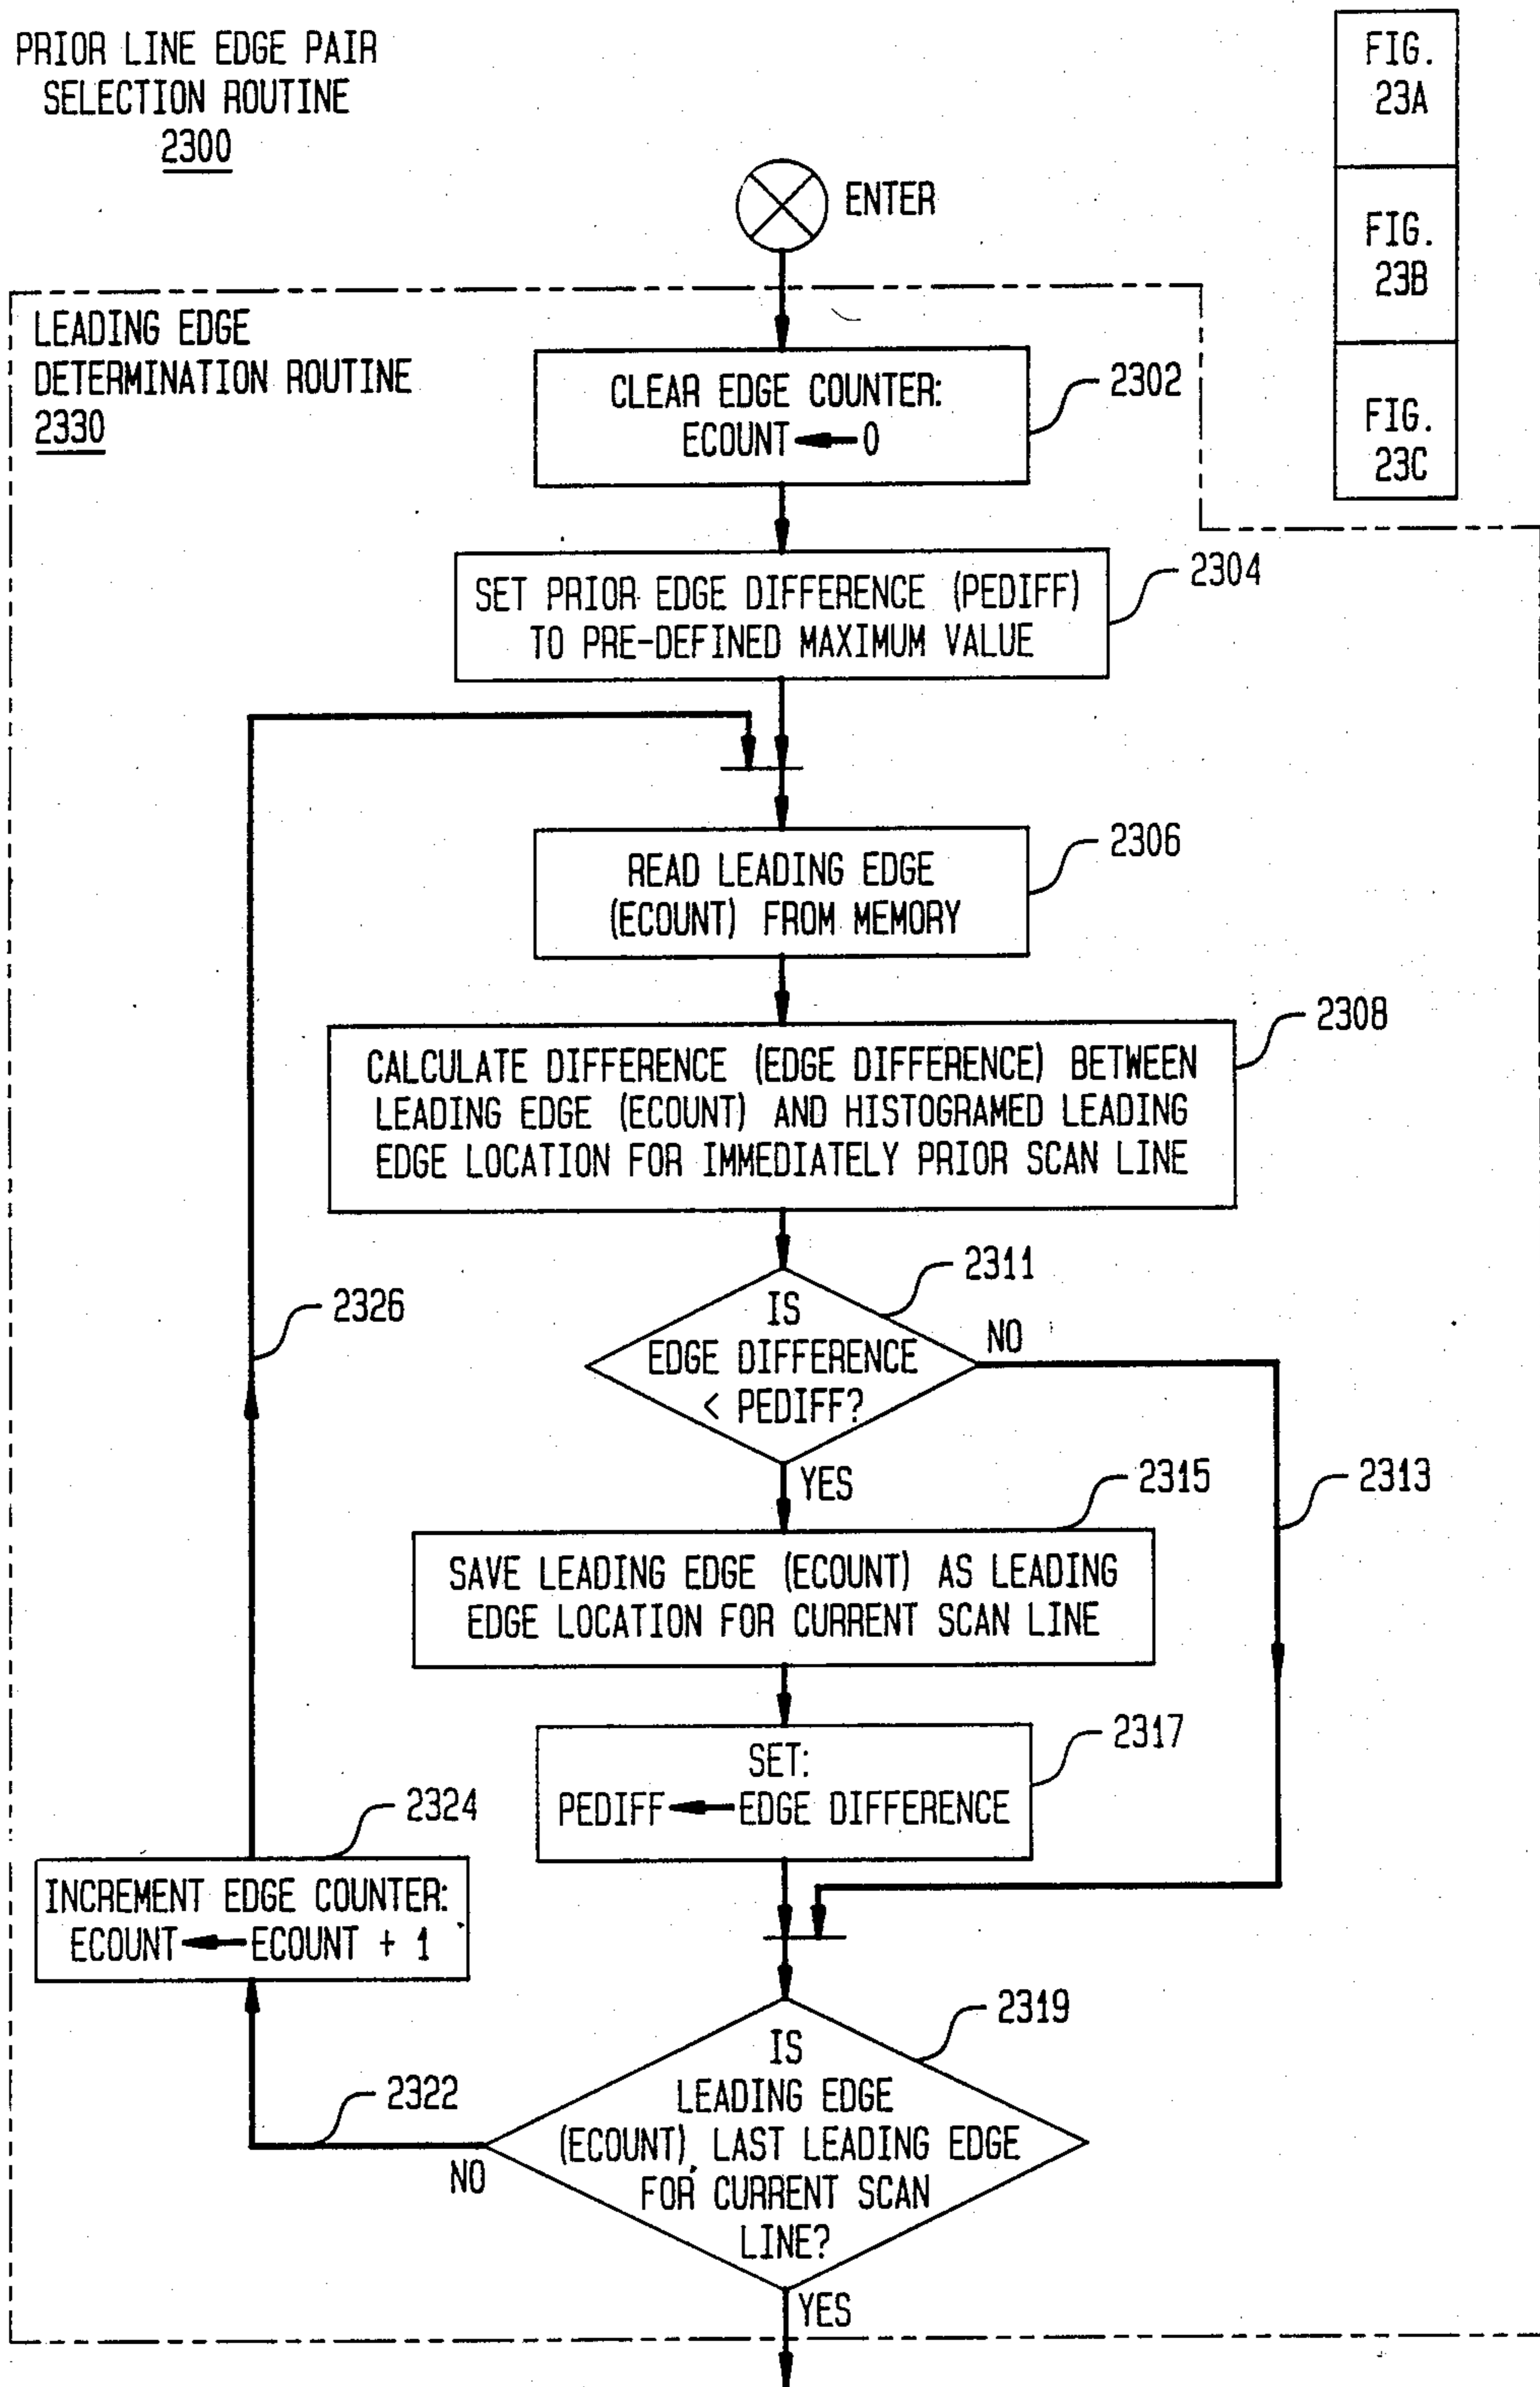 PRIOR LINE EDGE PAIR
SELECTION ROUTINE
2300
FIG.
23A
FIG.
23B
FIG.
23C
ENTER
LEADING EDGE
DETERMINATION ROUTINE
2330
CLEAR EDGE COUNTER:
ECOUNT ← 0
2302
SET PRIOR EDGE DIFFERENCE (PEDIFF)
TO PRE-DEFINED MAXIMUM VALUE
2304
READ LEADING EDGE
(ECOUNT) FROM MEMORY
2306
CALCULATE DIFFERENCE (EDGE DIFFERENCE) BETWEEN
LEADING EDGE (ECOUNT) AND HISTOGRAMED LEADING
EDGE LOCATION FOR IMMEDIATELY PRIOR SCAN LINE
2308
IS
EDGE DIFFERENCE
< PEDIFF?
2311
NO
2326
YES
2313
SAVE LEADING EDGE (ECOUNT) AS LEADING
EDGE LOCATION FOR CURRENT SCAN LINE
2315
SET:
PEDIFF ← EDGE DIFFERENCE
2317
INCREMENT EDGE COUNTER:
ECOUNT ← ECOUNT + 1
2324
IS
LEADING EDGE
(ECOUNT), LAST LEADING EDGE
FOR CURRENT SCAN
LINE?
2319
2322
NO
YES